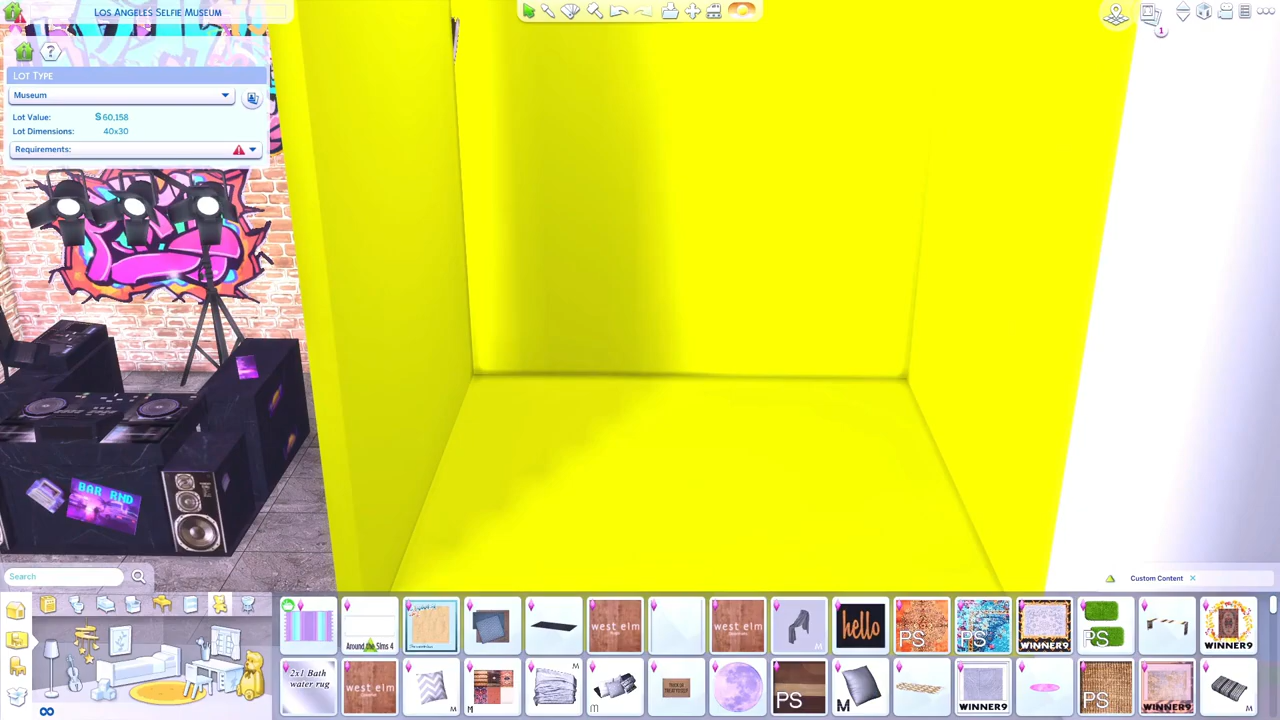 LOS ANGELES SELFIE MUSEUM
1
LOT TYPE
Museum
Lot Value: §60,158
Lot Dimensions: 40x30
Requirements:
BAR RND
Search
Custom Content
Around the Sims 4
west elm
west elm
M
hello
PS
PS
WINNER9
PS
WINNER9
2x1 Bath
water rug
west elm
M
M
M
m
PS
M
WINNER9
PS
WINNER9
M